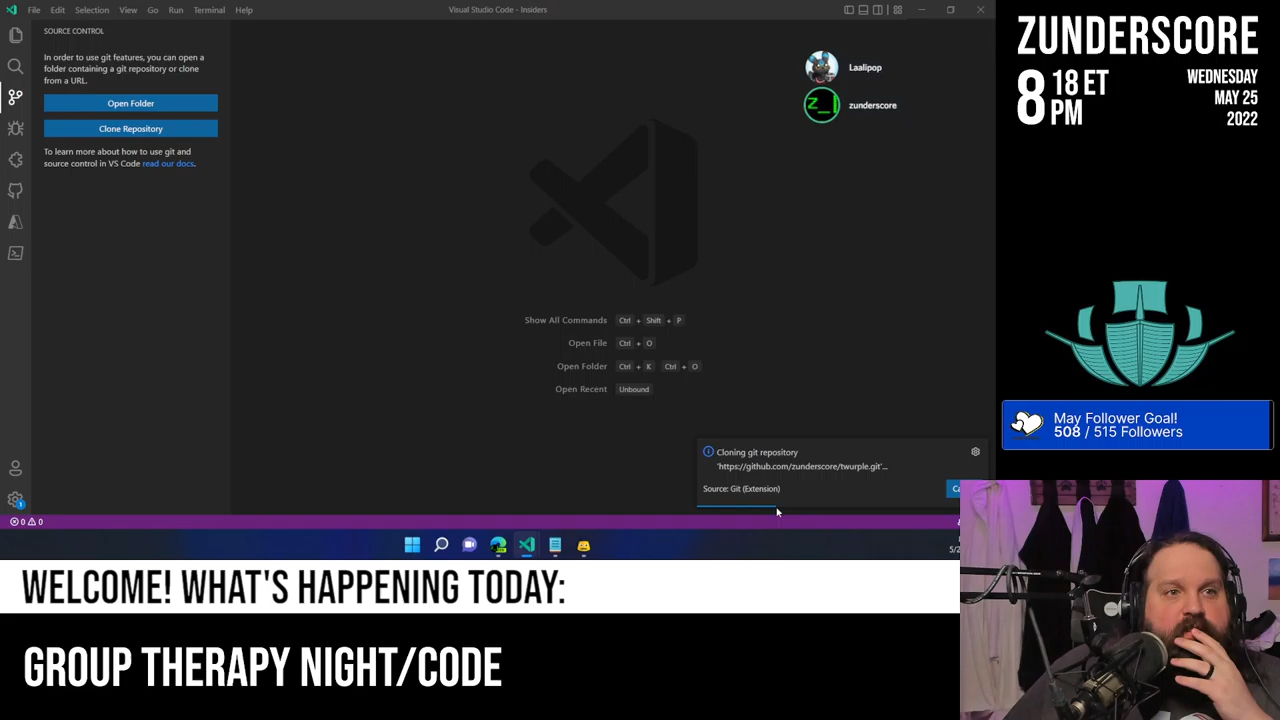 File Edit Selection View Go Run Terminal Help
Visual Studio Code - Insiders
SOURCE CONTROL
In order to use git features, you can open a
folder containing a git repository or clone
from a URL.
Open Folder
Clone Repository
To learn more about how to use git and
source control in VS Code read our docs.
Laalipop
z_
zunderscore
Show All Commands Ctrl + Shift + P
Open File Ctrl + O
Open Folder Ctrl + K Ctrl + O
Open Recent Unbound
Cloning git repository
'https://github.com/zunderscore/twurple.git'...
Source: Git (Extension)
Ca
1
0 0
5/2
ZUNDERSCORE
8 18 ET
PM
WEDNESDAY
MAY 25
2022
May Follower Goal!
508 / 515 Followers
WELCOME! WHAT'S HAPPENING TODAY:
GROUP THERAPY NIGHT/CODE